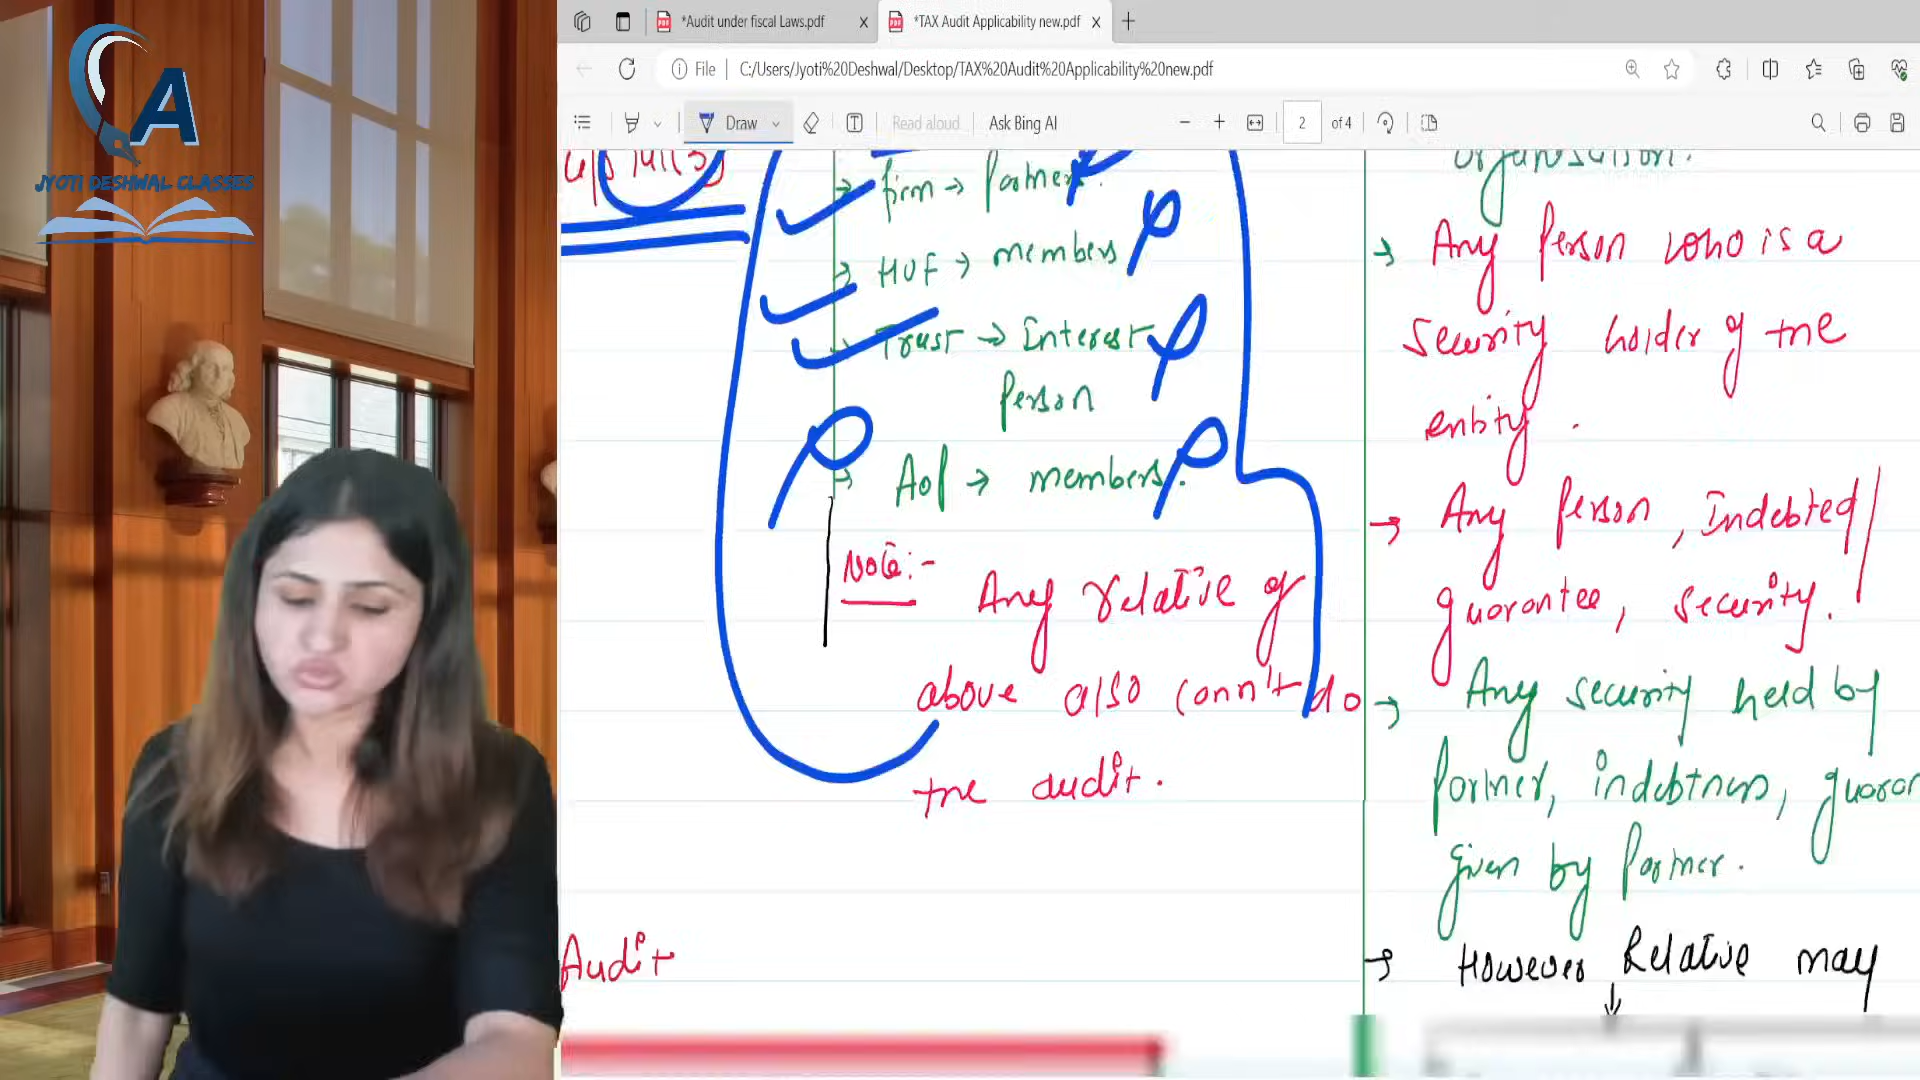 *Audit under fiscal Laws.pdf
*TAX Audit Applicability new.pdf
File
C:/Users/Jyoti%20Deshwal/Desktop/TAX%20Audit%20Applicability%20new.pdf
Draw
Read aloud
Ask Bing AI
2
of 4
CA
JYOTI DESHWAL CLASSES
→ firm → Partners.
→ HUF → members
→ Trust → Interest
Person
→ AOP → members.
Note:-
Any relative of
above also cann't do
the audit.
Audit
organisation.
→ Any Person who is a
security holder of the
entity.
→ Any Person, Indebted/
guarantee, security.
→ Any security held by
Partner, indebtness, guaran
given by Partner.
→ However Relative may